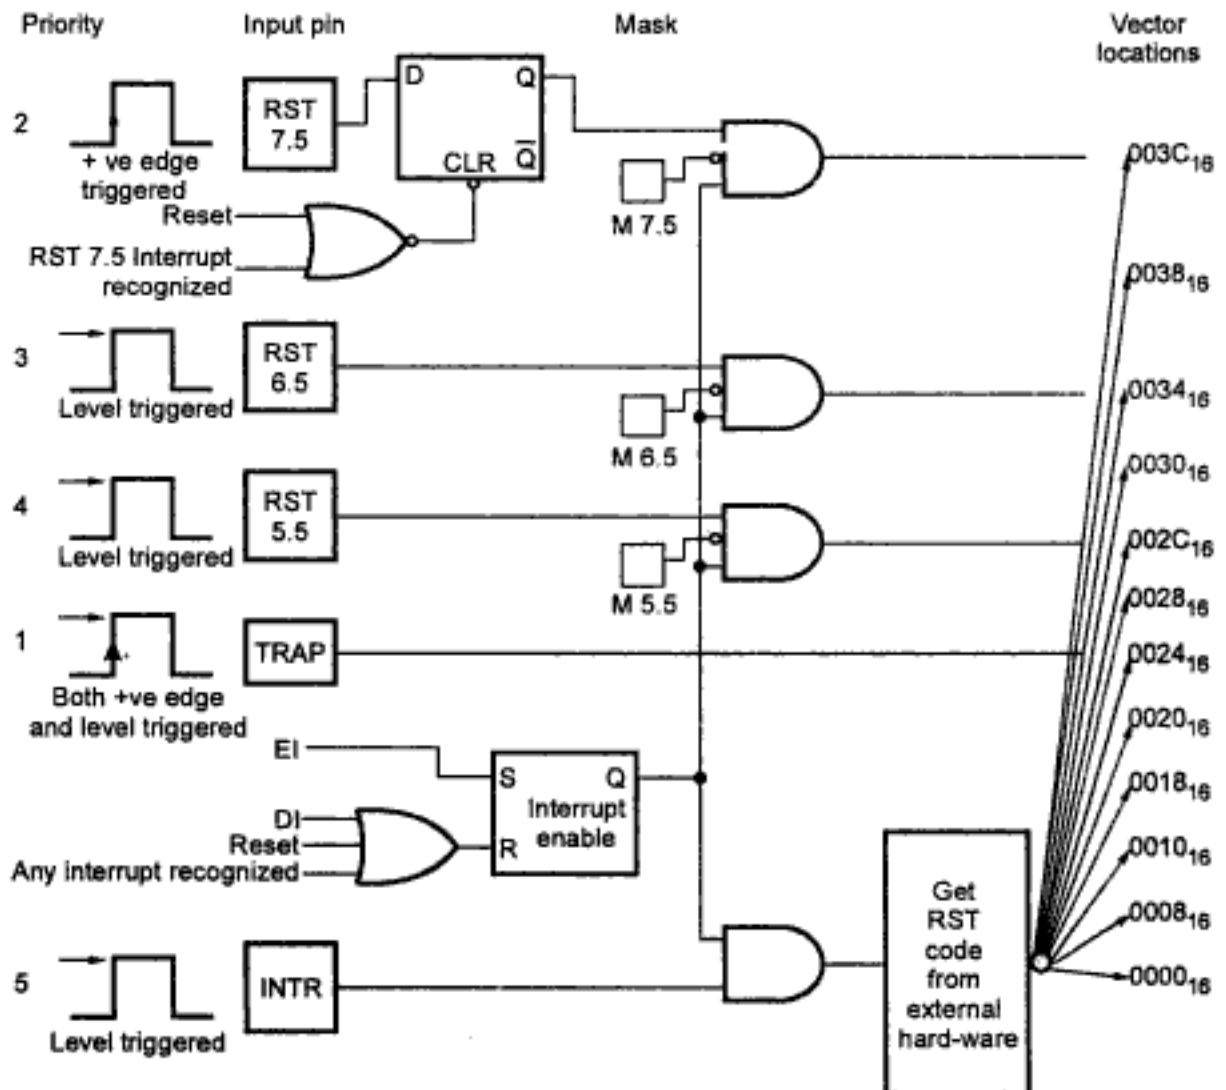 Priority Input pin Mask Vector
locations
2
+ ve edge
triggered
RST
7.5
D Q
CLR Q̅
M 7.5
003C₁₆
Reset
RST 7.5 Interrupt
recognized
0038₁₆
3
Level triggered
RST
6.5
M 6.5
0034₁₆
0030₁₆
4
Level triggered
RST
5.5
M 5.5
002C₁₆
0028₁₆
1
Both +ve edge
and level triggered
TRAP
0024₁₆
0020₁₆
EI
DI
Reset
Any interrupt recognized
S Q
Interrupt
enable
R
0018₁₆
0010₁₆
0008₁₆
0000₁₆
5
Level triggered
INTR
Get
RST
code
from
external
hard-ware